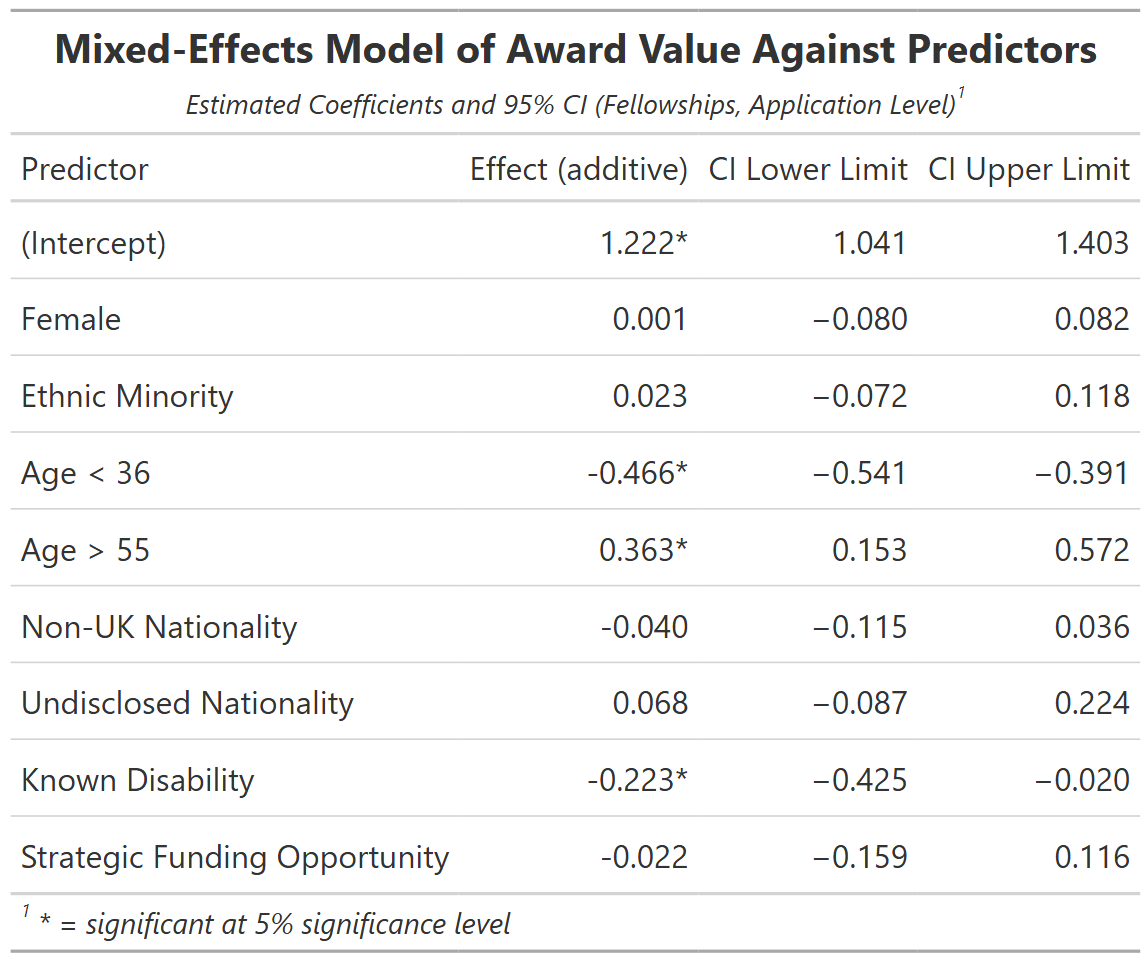 Mixed-Effects Model of Award Value Against Predictors
Estimated Coefficients and 95% CI (Fellowships, Application Level)1
Predictor Effect (additive) CI Lower Limit CI Upper Limit
(Intercept) 1.222* 1.041 1.403
Female 0.001 −0.080 0.082
Ethnic Minority 0.023 −0.072 0.118
Age < 36 -0.466* −0.541 −0.391
Age > 55 0.363* 0.153 0.572
Non-UK Nationality -0.040 −0.115 0.036
Undisclosed Nationality 0.068 −0.087 0.224
Known Disability -0.223* −0.425 −0.020
Strategic Funding Opportunity -0.022 −0.159 0.116
1 * = significant at 5% significance level